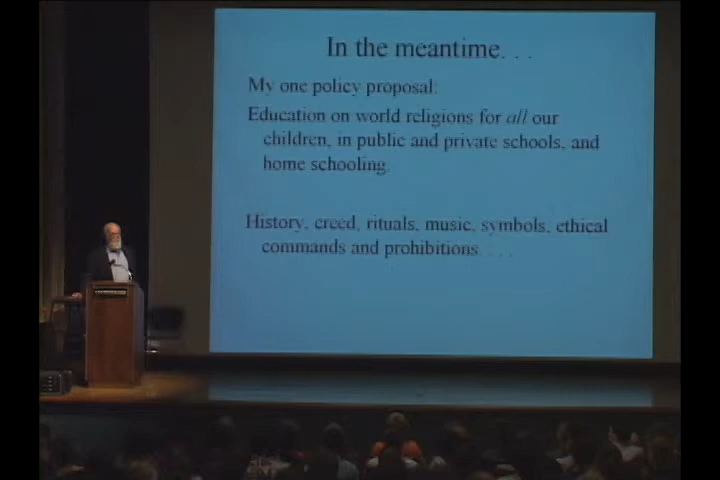 In the meantime. . .
My one policy proposal:
Education on world religions for all our
children, in public and private schools, and
home schooling.
History, creed, rituals, music, symbols, ethical
commands and prohibitions. . . .